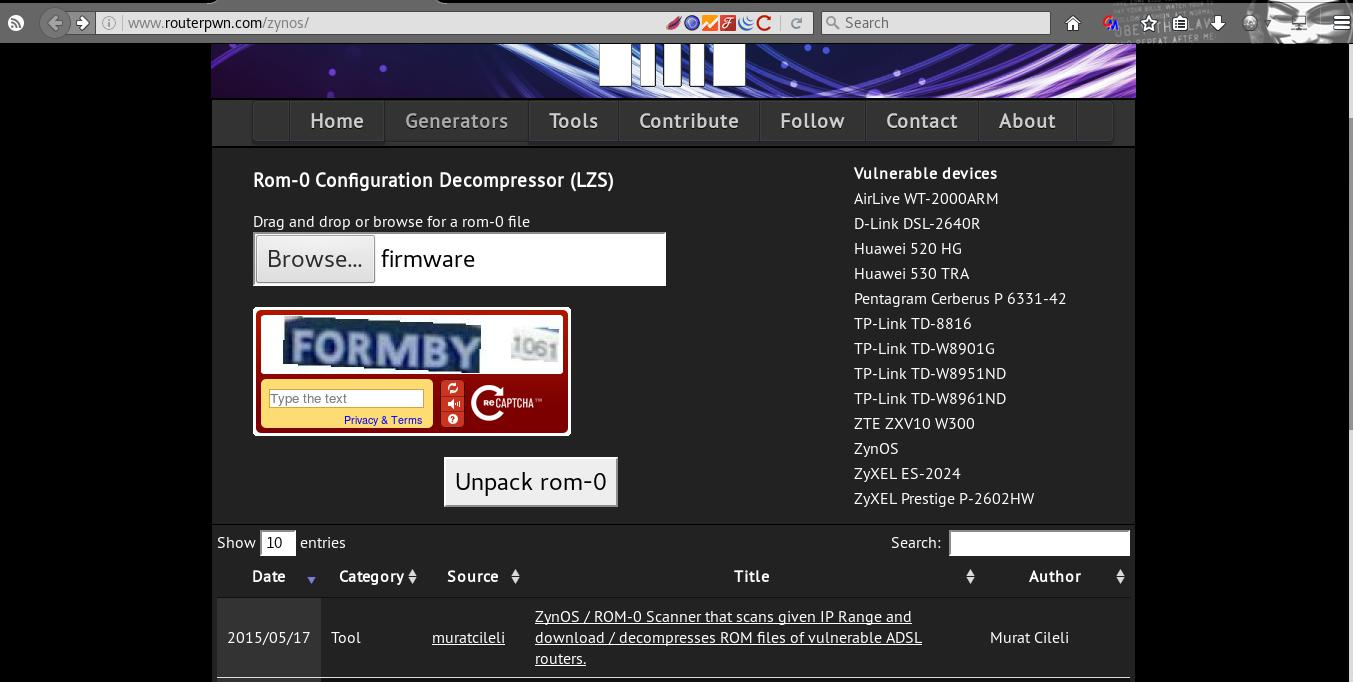 www.routerpwn.com/zynos/
Search
Home Generators Tools Contribute Follow Contact About
Rom-0 Configuration Decompressor (LZS)
Drag and drop or browse for a rom-0 file
Browse... firmware
FORMBY 1061
Type the text
Privacy & Terms
reCAPTCHA™
Unpack rom-0
Vulnerable devices
AirLive WT-2000ARM
D-Link DSL-2640R
Huawei 520 HG
Huawei 530 TRA
Pentagram Cerberus P 6331-42
TP-Link TD-8816
TP-Link TD-W8901G
TP-Link TD-W8951ND
TP-Link TD-W8961ND
ZTE ZXV10 W300
ZynOS
ZyXEL ES-2024
ZyXEL Prestige P-2602HW
Show 10 entries
Search:
Date Category Source Title Author
2015/05/17 Tool muratcileli ZynOS / ROM-0 Scanner that scans given IP Range and
download / decompresses ROM files of vulnerable ADSL
routers. Murat Cileli